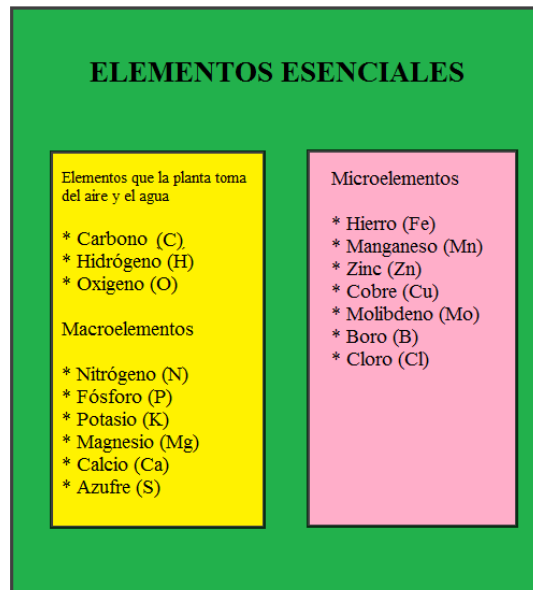 ELEMENTOS ESENCIALES
Elementos que la planta toma
del aire y el agua
* Carbono (C)
* Hidrógeno (H)
* Oxigeno (O)
Macroelementos
* Nitrógeno (N)
* Fósforo (P)
* Potasio (K)
* Magnesio (Mg)
* Calcio (Ca)
* Azufre (S)
Microelementos
* Hierro (Fe)
* Manganeso (Mn)
* Zinc (Zn)
* Cobre (Cu)
* Molibdeno (Mo)
* Boro (B)
* Cloro (Cl)